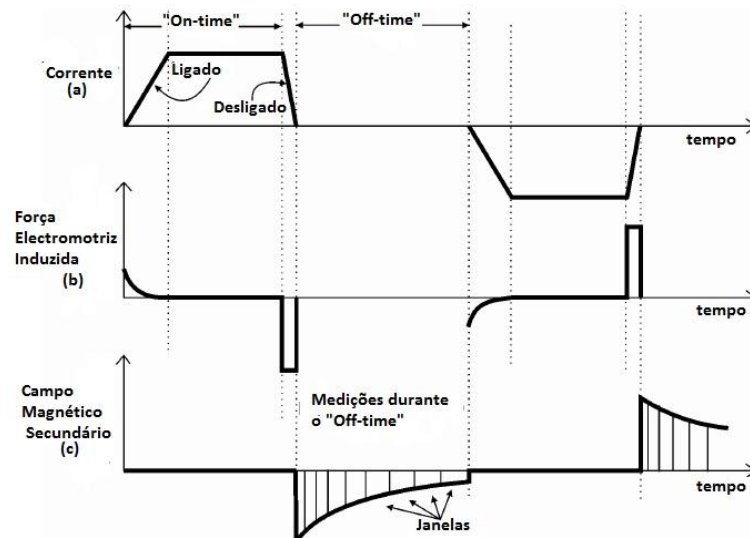 "On-time"
"Off-time"
Corrente
(a)
Ligado
Desligado
tempo
Força
Electromotriz
Induzida
(b)
tempo
Campo
Magnético
Secundário
(c)
Medições durante
o "Off-time"
Janelas
tempo